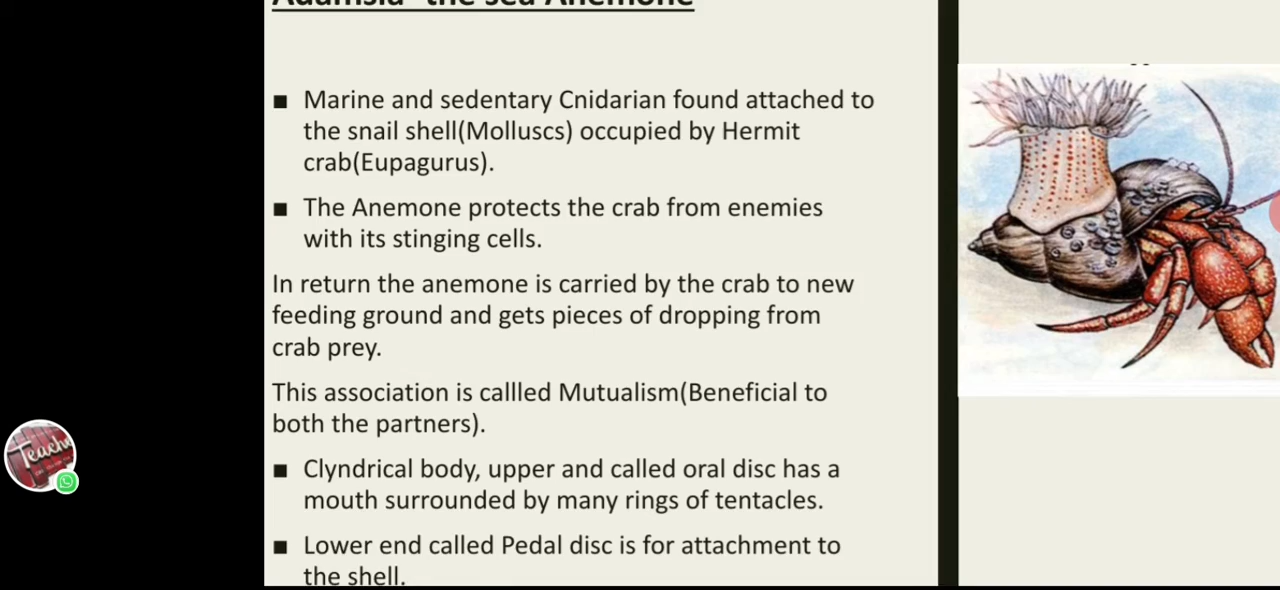 Adamsia- the sea Anemone
■ Marine and sedentary Cnidarian found attached to
the snail shell(Molluscs) occupied by Hermit
crab(Eupagurus).
■ The Anemone protects the crab from enemies
with its stinging cells.
In return the anemone is carried by the crab to new
feeding ground and gets pieces of dropping from
crab prey.
This association is callled Mutualism(Beneficial to
both the partners).
■ Clyndrical body, upper and called oral disc has a
mouth surrounded by many rings of tentacles.
■ Lower end called Pedal disc is for attachment to
the shell.